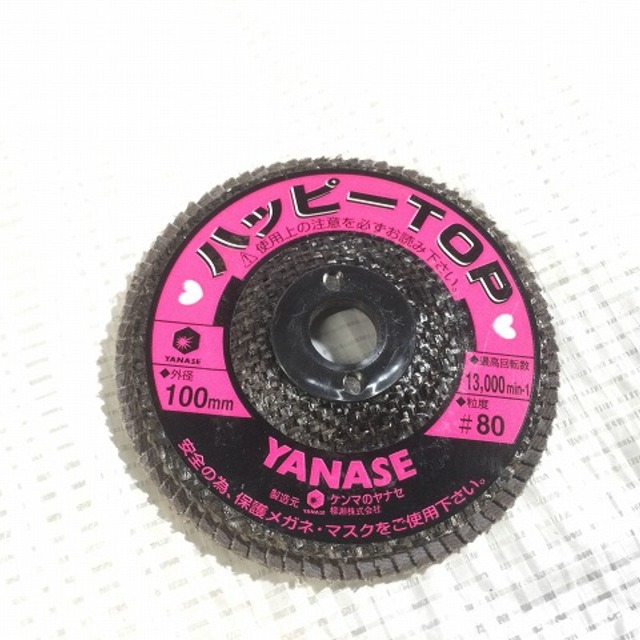 ハッピーTOP
⚠使用上の注意を必ずお読み下さい。
YANASE
◆外径
100mm
◆最高回転数
13,000min-1
◆粒度
#80
YANASE
製造元 YANASE ケンマのヤナセ
柳瀬株式会社
安全の為、保護メガネ・マスクをご使用下さい。